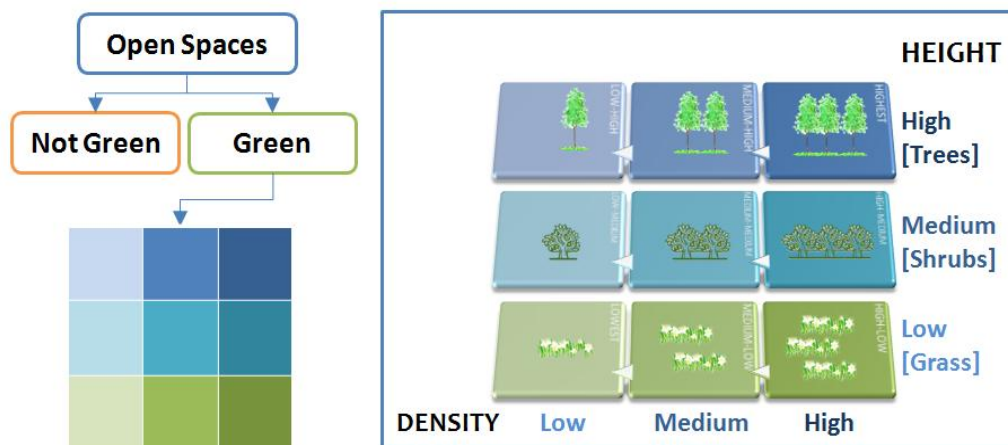 Open Spaces
Not Green
Green
HEIGHT
LOW-HIGH
MEDIUM-HIGH
HIGHEST
High
[Trees]
LOW-MEDIUM
MEDIUM-MEDIUM
HIGH-MEDIUM
Medium
[Shrubs]
LOWEST
MEDIUM-LOW
HIGH-LOW
Low
[Grass]
DENSITY
Low
Medium
High